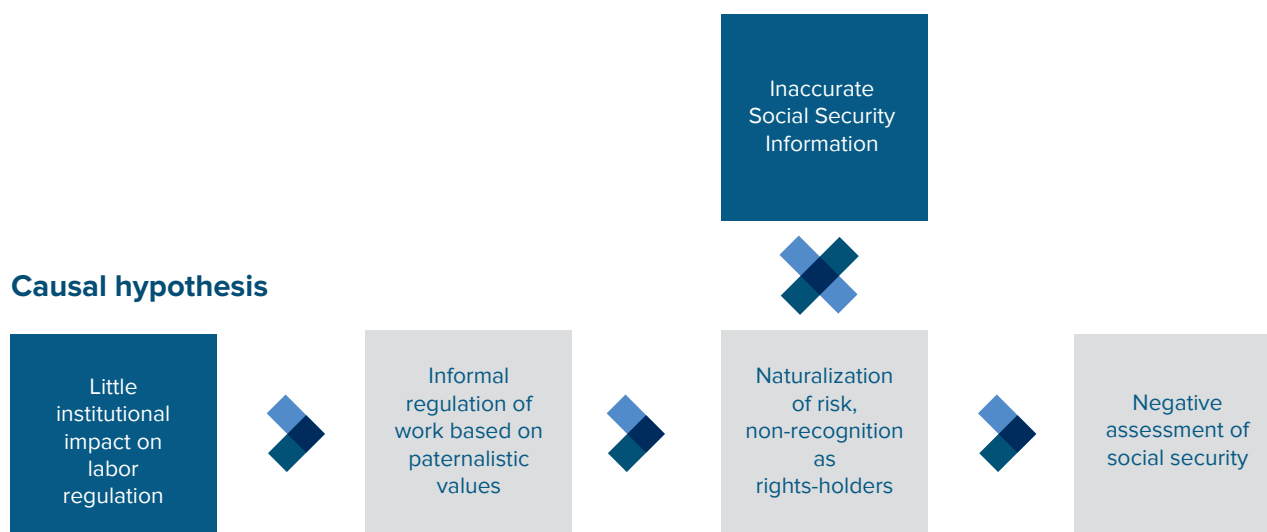 Inaccurate
Social Security
Information
Causal hypothesis
Little
institutional
impact on
labor
regulation
Informal
regulation of
work based on
paternalistic
values
Naturalization
of risk,
non-recognition
as
rights-holders
Negative
assessment of
social security